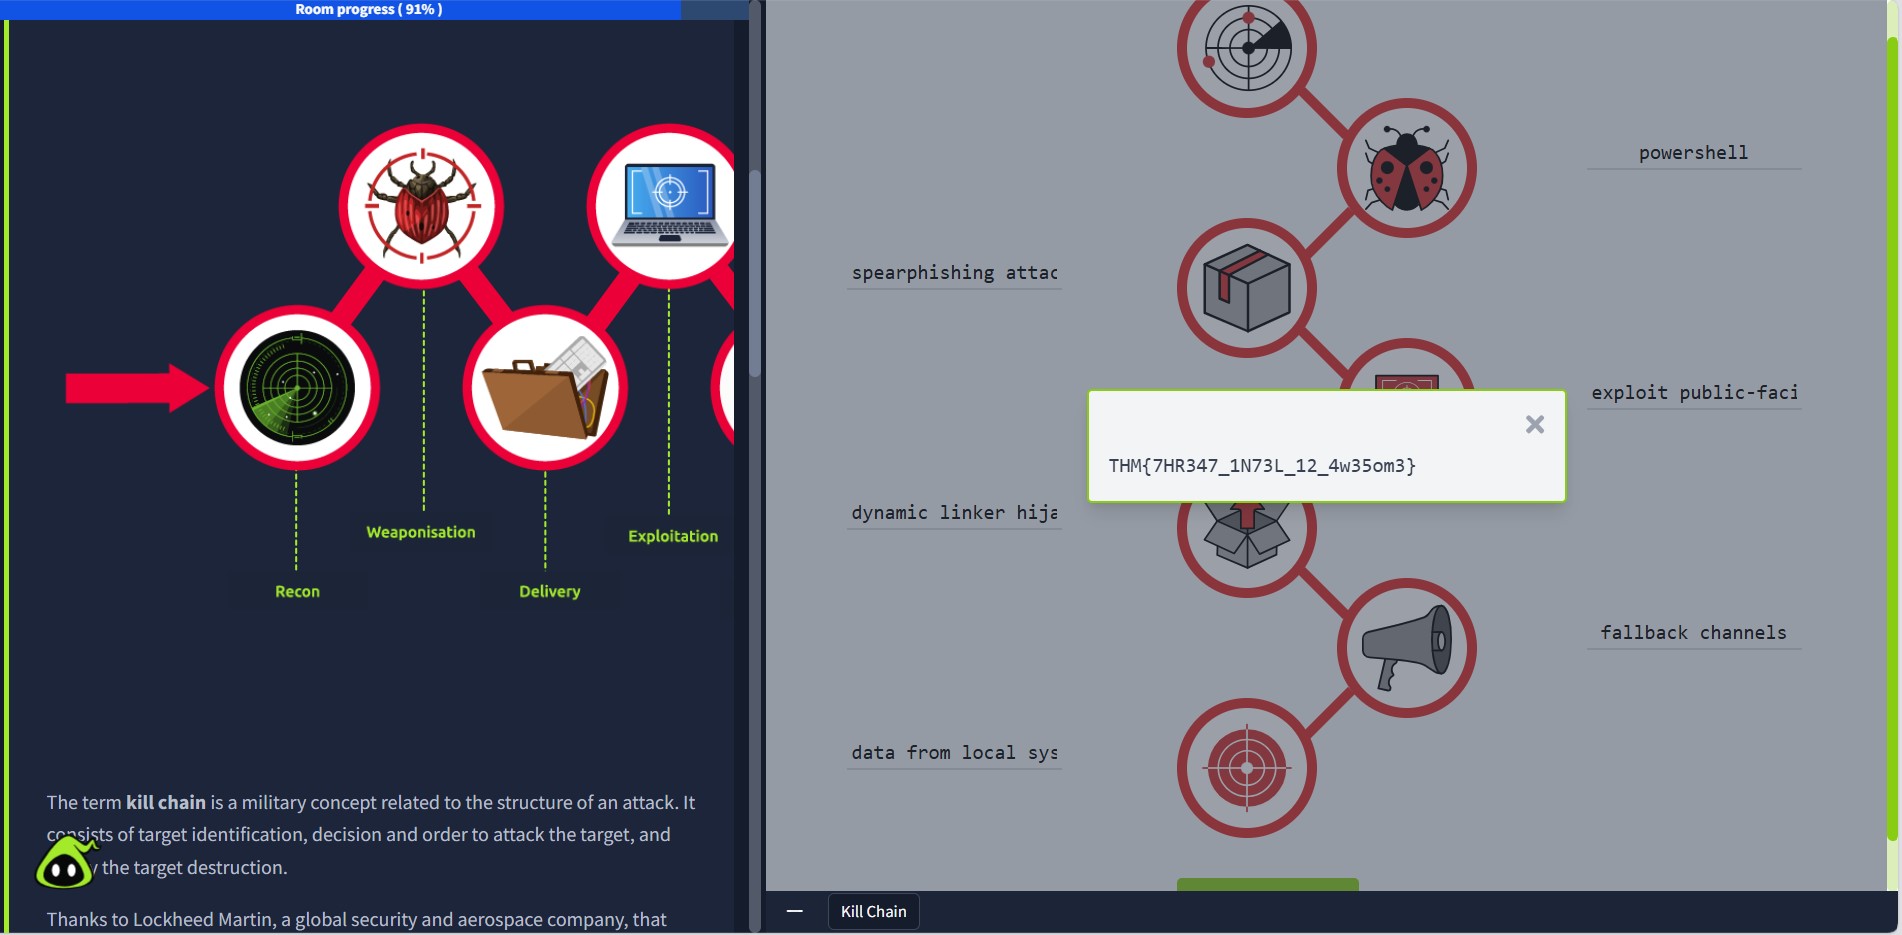 Room progress ( 91% )
Weaponisation
Exploitation
Recon
Delivery
The term kill chain is a military concept related to the structure of an attack. It
consists of target identification, decision and order to attack the target, and
the target destruction.
Thanks to Lockheed Martin, a global security and aerospace company, that
powershell
spearphishing attac
exploit public-faci
THM{7HR347_1N73L_12_4w35om3}
dynamic linker hija
fallback channels
data from local sys
Kill Chain